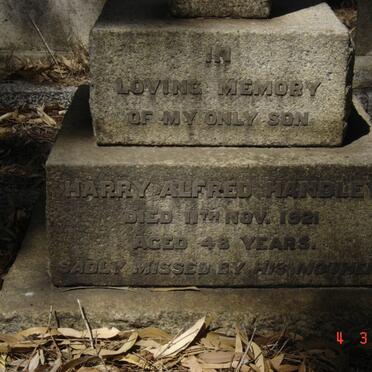 IN
LOVING MEMORY
OF MY ONLY SON
HARRY ALFRED HANDLEY
DIED 11TH NOV. 1921
AGED 48 YEARS.
SADLY MISSED BY HIS MOTHER
4 3